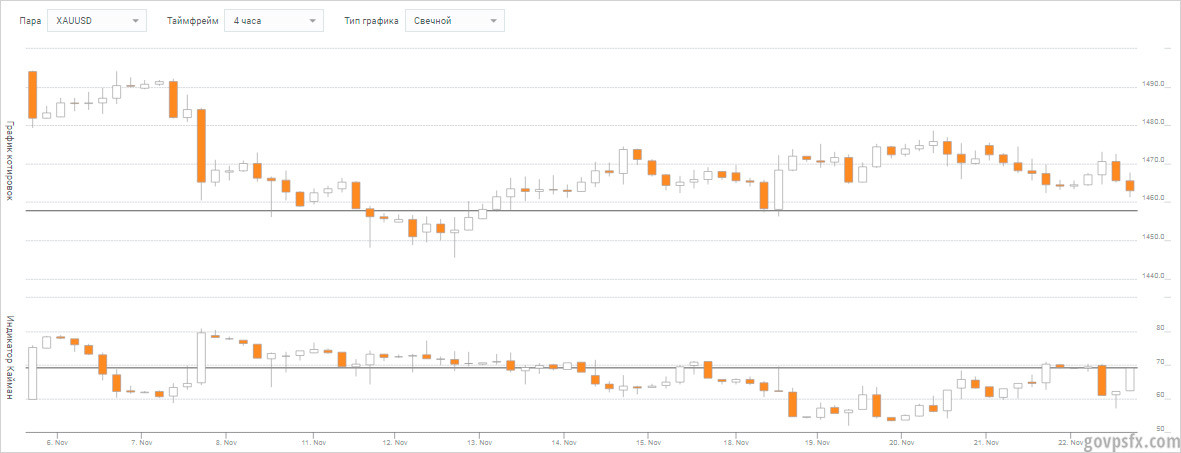 Пара XAUUSD Таймфрейм 4 часа Тип графика Свечной
График котировок
1490.0
1480.0
1470.0
1460.0
1450.0
1440.0
Индикатор Кайман
80
70
60
50
6. Nov 7. Nov 8. Nov 11. Nov 12. Nov 13. Nov 14. Nov 15. Nov 18. Nov 19. Nov 20. Nov 21. Nov 22. Nov
govpsfx.com